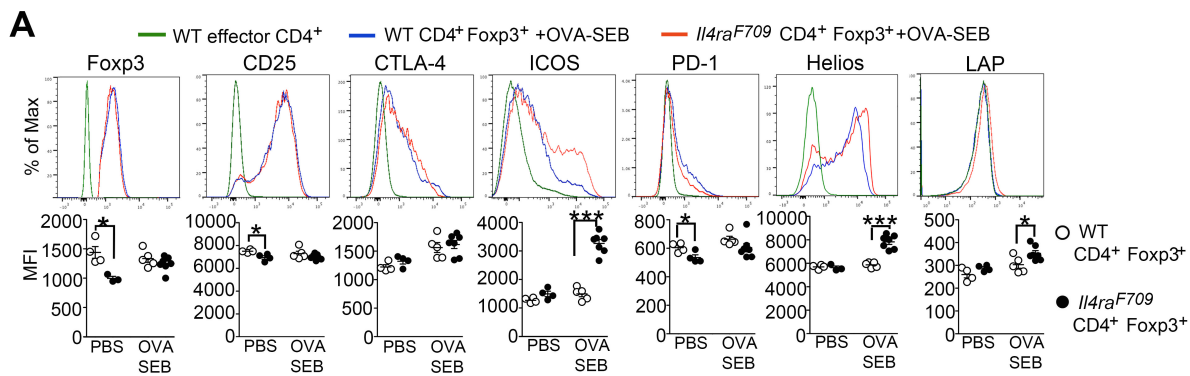 A
WT effector CD4+ WT CD4+ Foxp3+ +OVA-SEB Il4raF709 CD4+ Foxp3+ +OVA-SEB
Foxp3 CD25 CTLA-4 ICOS PD-1 Helios LAP
% of Max
MFI
2000 1500 1000 500 0
*
PBS OVA
SEB
10000 8000 6000 4000 2000 0
*
PBS OVA
SEB
2000 1500 1000 500 0
PBS OVA
SEB
4000 3000 2000 1000 0
***
PBS OVA
SEB
800 600 400 200 0
*
PBS OVA
SEB
10000 8000 6000 4000 2000 0
***
PBS OVA
SEB
500 400 300 200 100 0
*
PBS OVA
SEB
WT
CD4+ Foxp3+
Il4raF709
CD4+ Foxp3+